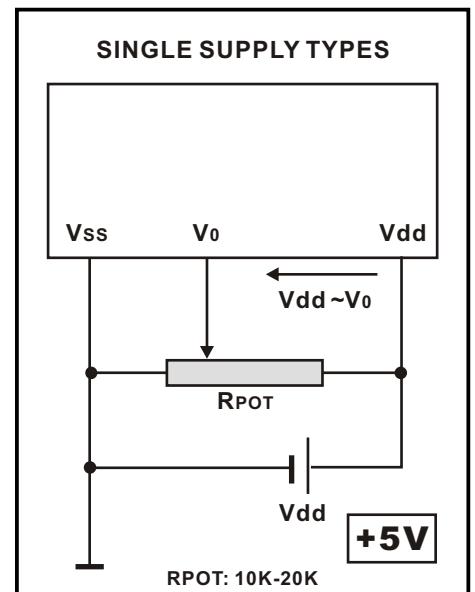 SINGLE SUPPLY TYPES
Vss V0 Vdd
Vdd ~V0
RPOT
Vdd
+5V
RPOT: 10K-20K